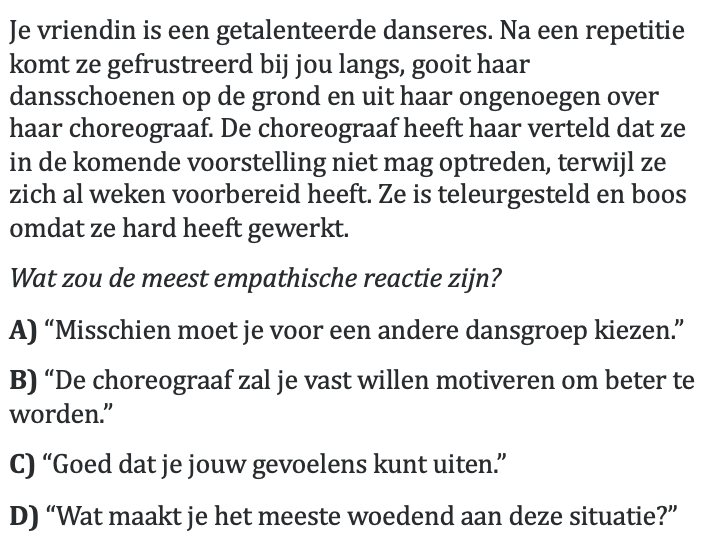 Je vriendin is een getalenteerde danseres. Na een repetitie
komt ze gefrustreerd bij jou langs, gooit haar
dansschoenen op de grond en uit haar ongenoegen over
haar choreograaf. De choreograaf heeft haar verteld dat ze
in de komende voorstelling niet mag optreden, terwijl ze
zich al weken voorbereid heeft. Ze is teleurgesteld en boos
omdat ze hard heeft gewerkt.
Wat zou de meest empathische reactie zijn?
A) “Misschien moet je voor een andere dansgroep kiezen.”
B) “De choreograaf zal je vast willen motiveren om beter te
worden.”
C) “Goed dat je jouw gevoelens kunt uiten.”
D) “Wat maakt je het meeste woedend aan deze situatie?”